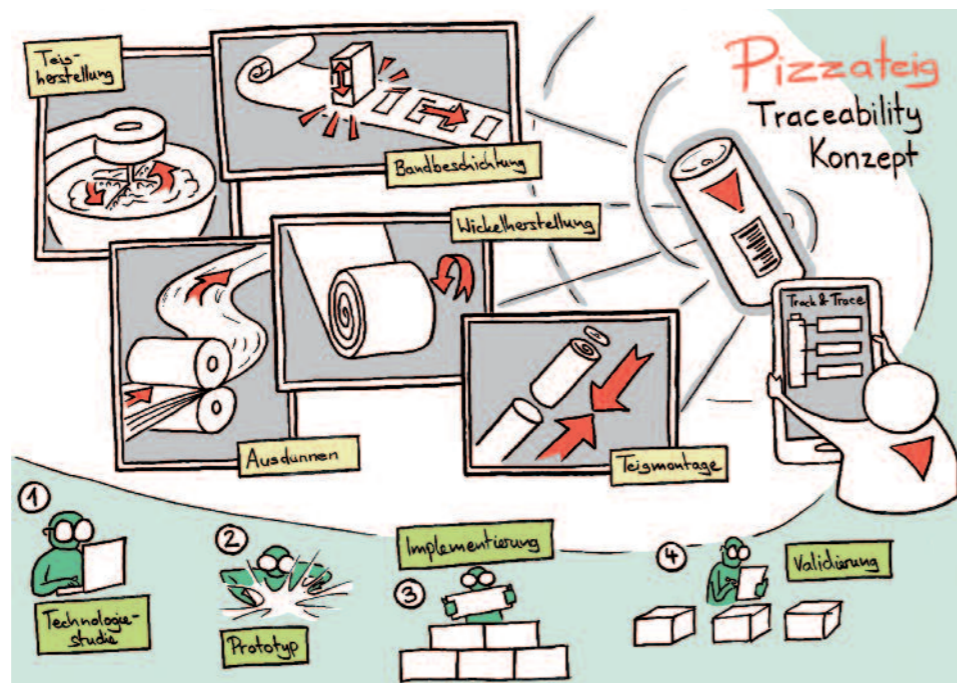 Pizzateig
Traceability
Konzept
Teig-
herstellung
Bandbeschichtung
Wickelherstellung
Ausdünnen
Teigmontage
Track & Trace
1
Technologie-
studie
2
Prototyp
Implementierung
3
4
Validierung